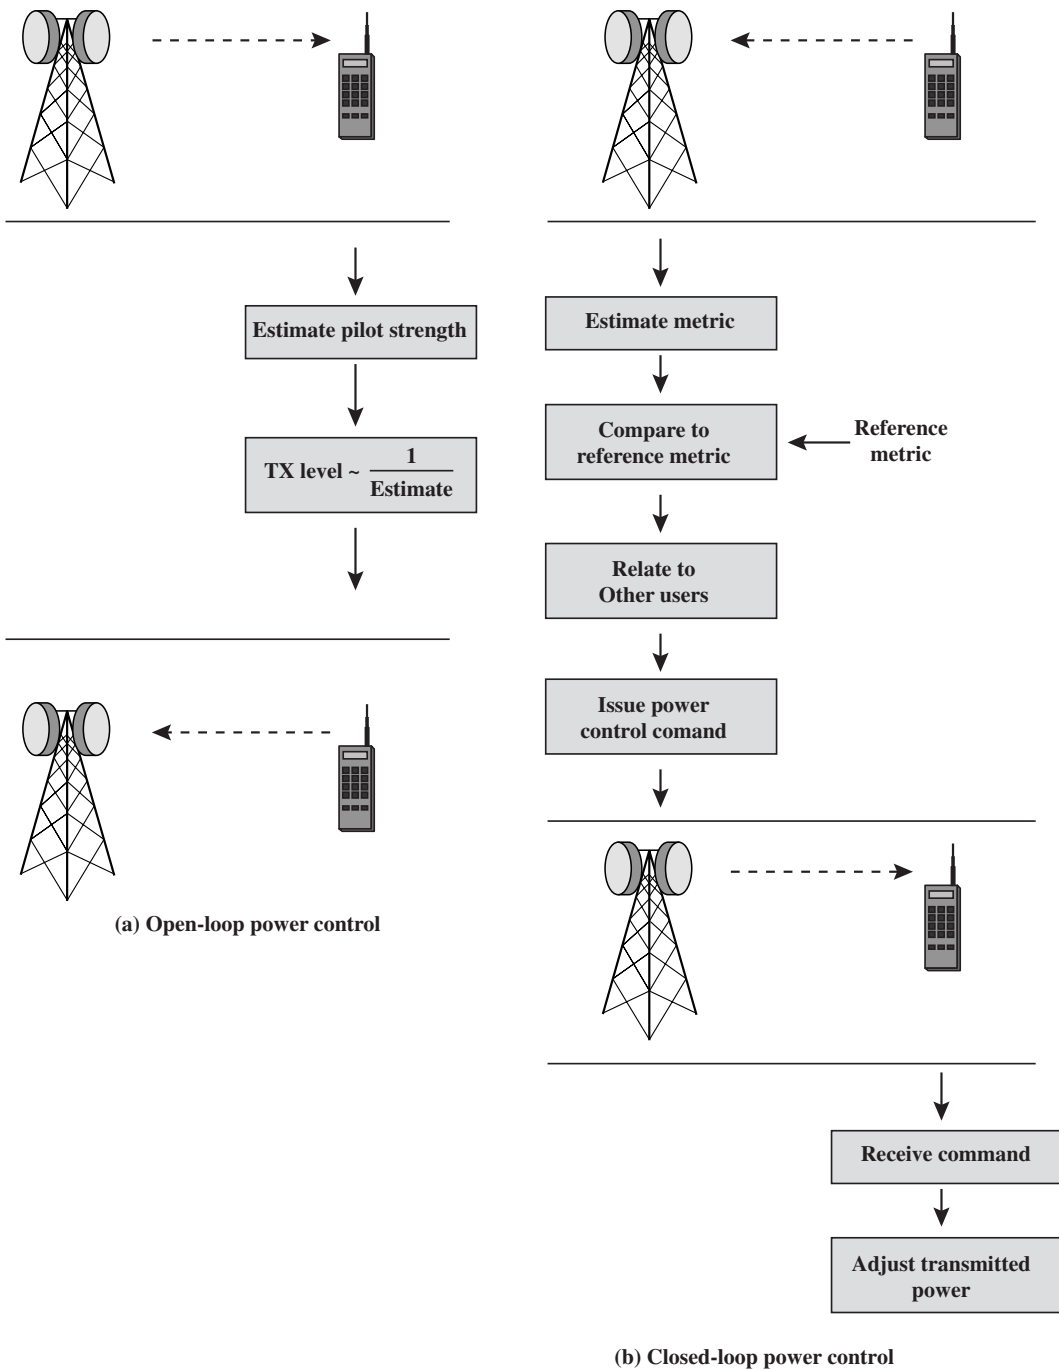 Estimate pilot strength
TX level ~ 1
Estimate
(a) Open-loop power control
Estimate metric
Compare to
reference metric
Reference
metric
Relate to
Other users
Issue power
control comand
Receive command
Adjust transmitted
power
(b) Closed-loop power control